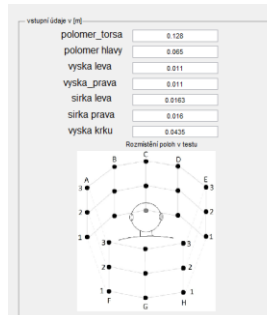 vstupní údaje v [m]
polomer_torsa 0.128
polomer hlavy 0.065
vyska leva 0.011
vyska_prava 0.011
sirka leva 0.0163
sirka prava 0.016
vyska krku 0.0435
Rozmístění poloh v testu
C
B D
A E
3 3
2 2
1 1
3 3
2 2
1 1
F H
G